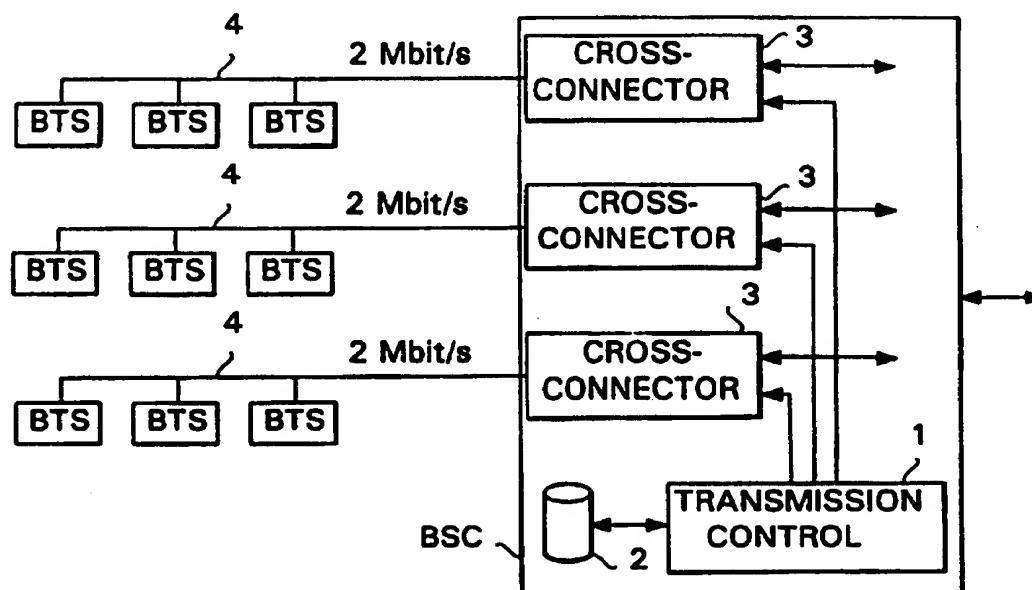 4
2 Mbit/s
CROSS-
CONNECTOR
3
BTS
BTS
BTS
4
2 Mbit/s
CROSS-
CONNECTOR
3
BTS
BTS
BTS
4
2 Mbit/s
CROSS-
CONNECTOR
3
BTS
BTS
BTS
1
TRANSMISSION
CONTROL
BSC
2